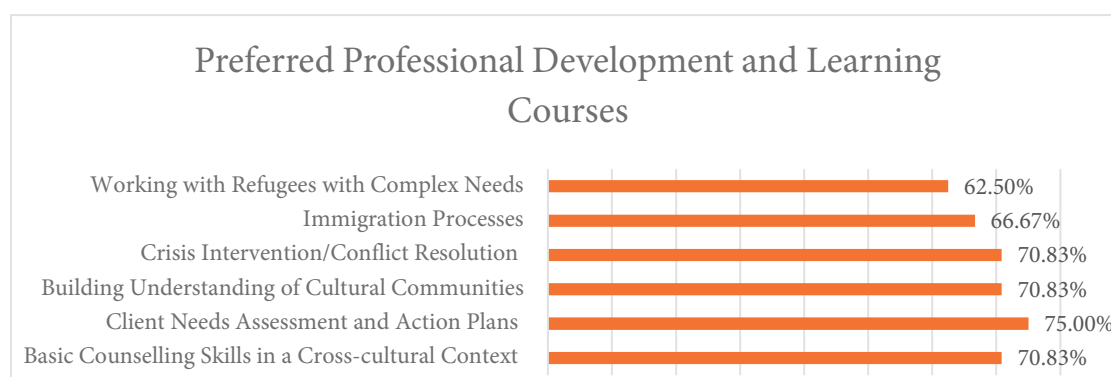 Preferred Professional Development and Learning
Courses
Working with Refugees with Complex Needs 62.50%
Immigration Processes 66.67%
Crisis Intervention/Conflict Resolution 70.83%
Building Understanding of Cultural Communities 70.83%
Client Needs Assessment and Action Plans 75.00%
Basic Counselling Skills in a Cross-cultural Context 70.83%